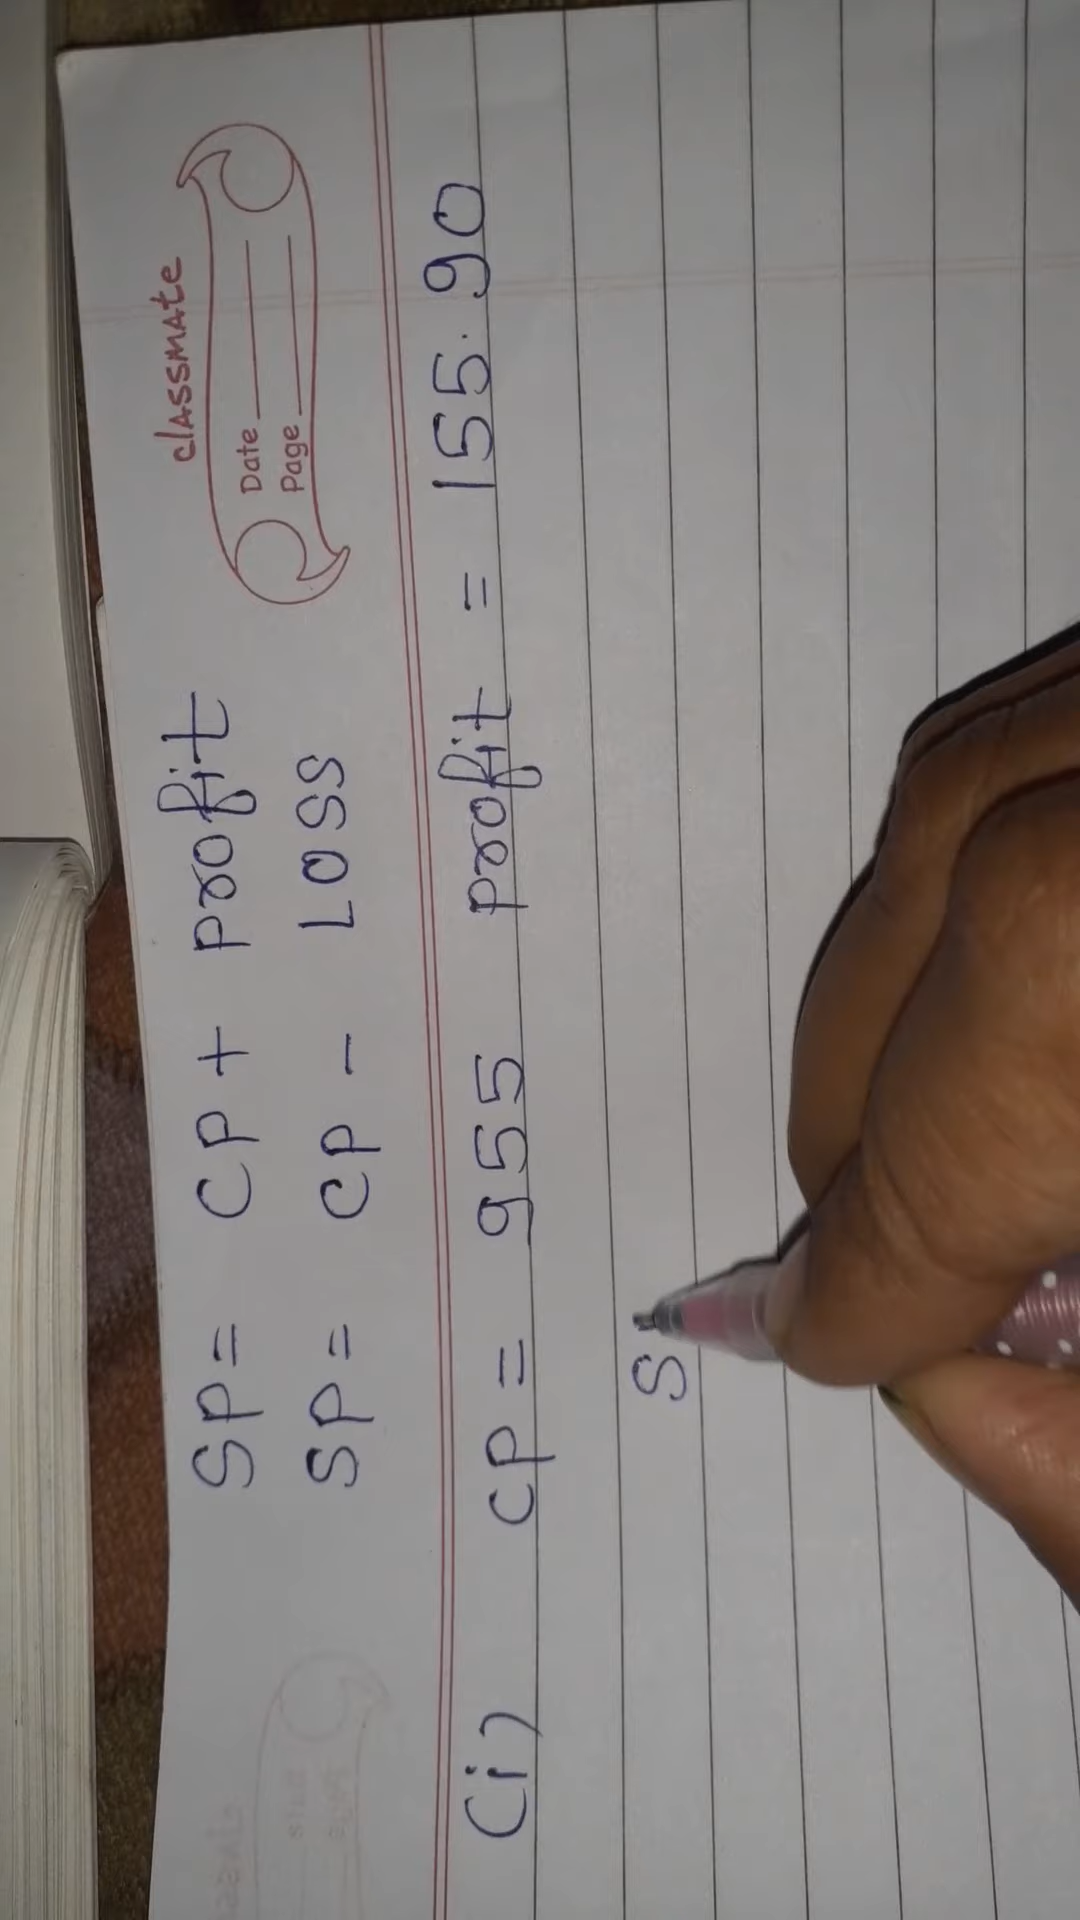 SP = CP + Profit
SP = CP - LOSS
classmate
Date
Page
(i) CP = 955 Profit = 155.90
S